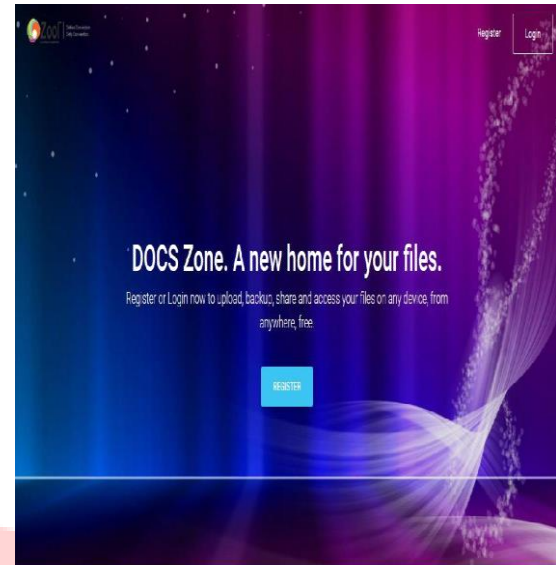 Register Login
DOCS Zone. A new home for your files.
Register or Login now to upload, backup, share and access your files on any device, from
anywhere, free.
REGISTER